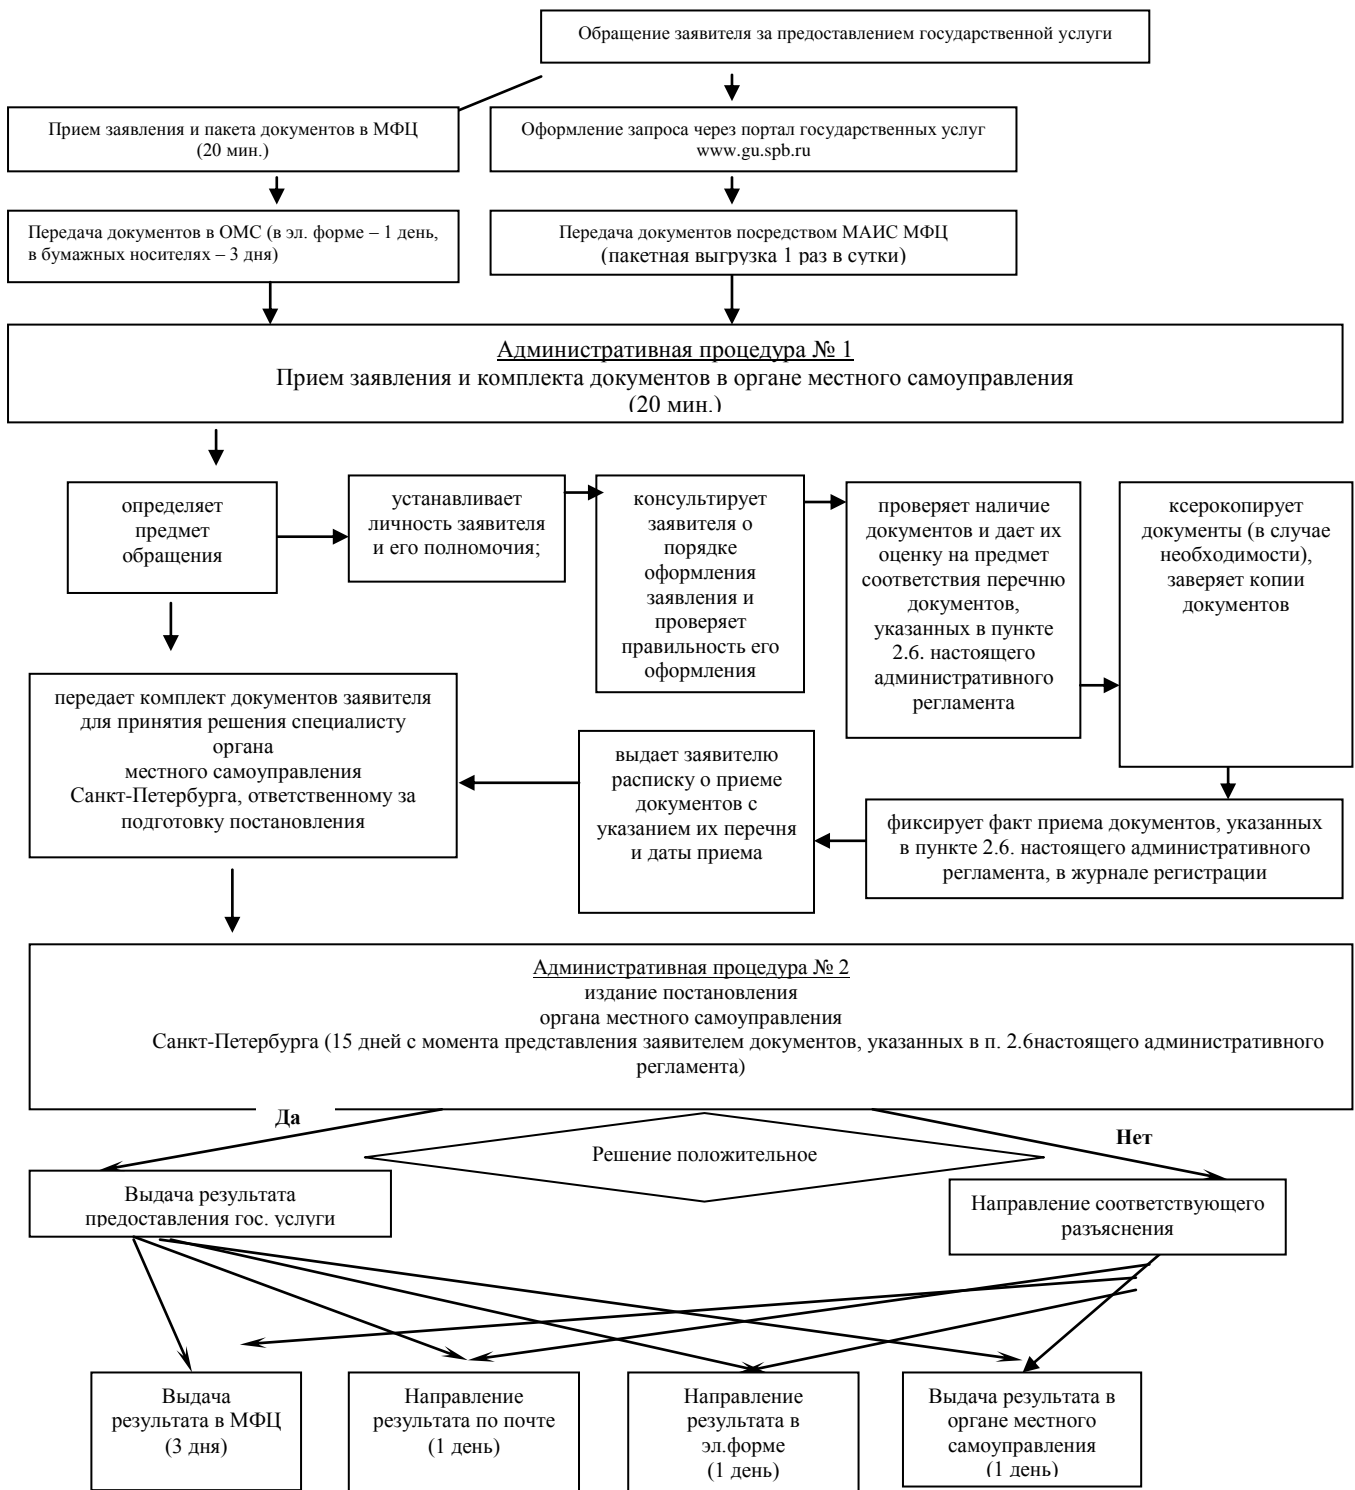 Обращение заявителя за предоставлением государственной услуги
Прием заявления и пакета документов в МФЦ
(20 мин.)
Оформление запроса через портал государственных услуг
www.gu.spb.ru
Передача документов в ОМС (в эл. форме – 1 день,
в бумажных носителях – 3 дня)
Передача документов посредством МАИС МФЦ
(пакетная выгрузка 1 раз в сутки)
Административная процедура № 1
Прием заявления и комплекта документов в органе местного самоуправления
(20 мин.)
определяет
предмет
обращения
устанавливает
личность заявителя
и его полномочия;
консультирует
заявителя о
порядке
оформления
заявления и
проверяет
правильность его
оформления
проверяет наличие
документов и дает их
оценку на предмет
соответствия перечню
документов,
указанных в пункте
2.6. настоящего
административного
регламента
ксерокопирует
документы (в случае
необходимости),
заверяет копии
документов
передает комплект документов заявителя
для принятия решения специалисту
органа
местного самоуправления
Санкт-Петербурга, ответственному за
подготовку постановления
выдает заявителю
расписку о приеме
документов с
указанием их перечня
и даты приема
фиксирует факт приема документов, указанных
в пункте 2.6. настоящего административного
регламента, в журнале регистрации
Административная процедура № 2
издание постановления
органа местного самоуправления
Санкт-Петербурга (15 дней с момента представления заявителем документов, указанных в п. 2.6настоящего административного
регламента)
Да
Решение положительное
Нет
Выдача результата
предоставления гос. услуги
Направление соответствующего
разъяснения
Выдача
результата в МФЦ
(3 дня)
Направление
результата по почте
(1 день)
Направление
результата в
эл.форме
(1 день)
Выдача результата в
органе местного
самоуправления
(1 день)